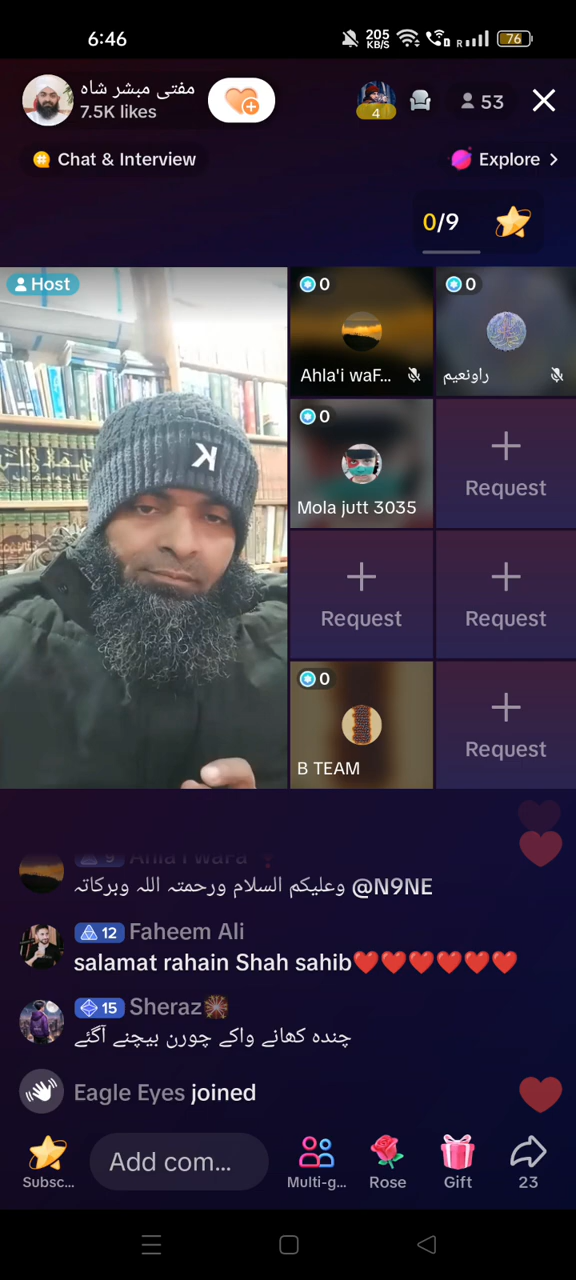 6:46
205
KB/S
R
76
مفتی مبشر شاہ
7.5K likes
4
53
# Chat & Interview
Explore >
0/9
Host
K
0
Ahla'i waF...
0
راونعیم
0
Mola jutt 3035
+ Request
+ Request
+ Request
0
B TEAM
+ Request
9 Ahla'i waFa
وعلیکم السلام ورحمتہ اللہ وبرکاتہ @N9NE
12 Faheem Ali
salamat rahain Shah sahib❤️❤️❤️❤️❤️❤️
15 Sheraz
چندہ کھانے واکے چورن بیچنے آگئے
Eagle Eyes joined
Subsc...
Add com...
Multi-g...
Rose
Gift
23